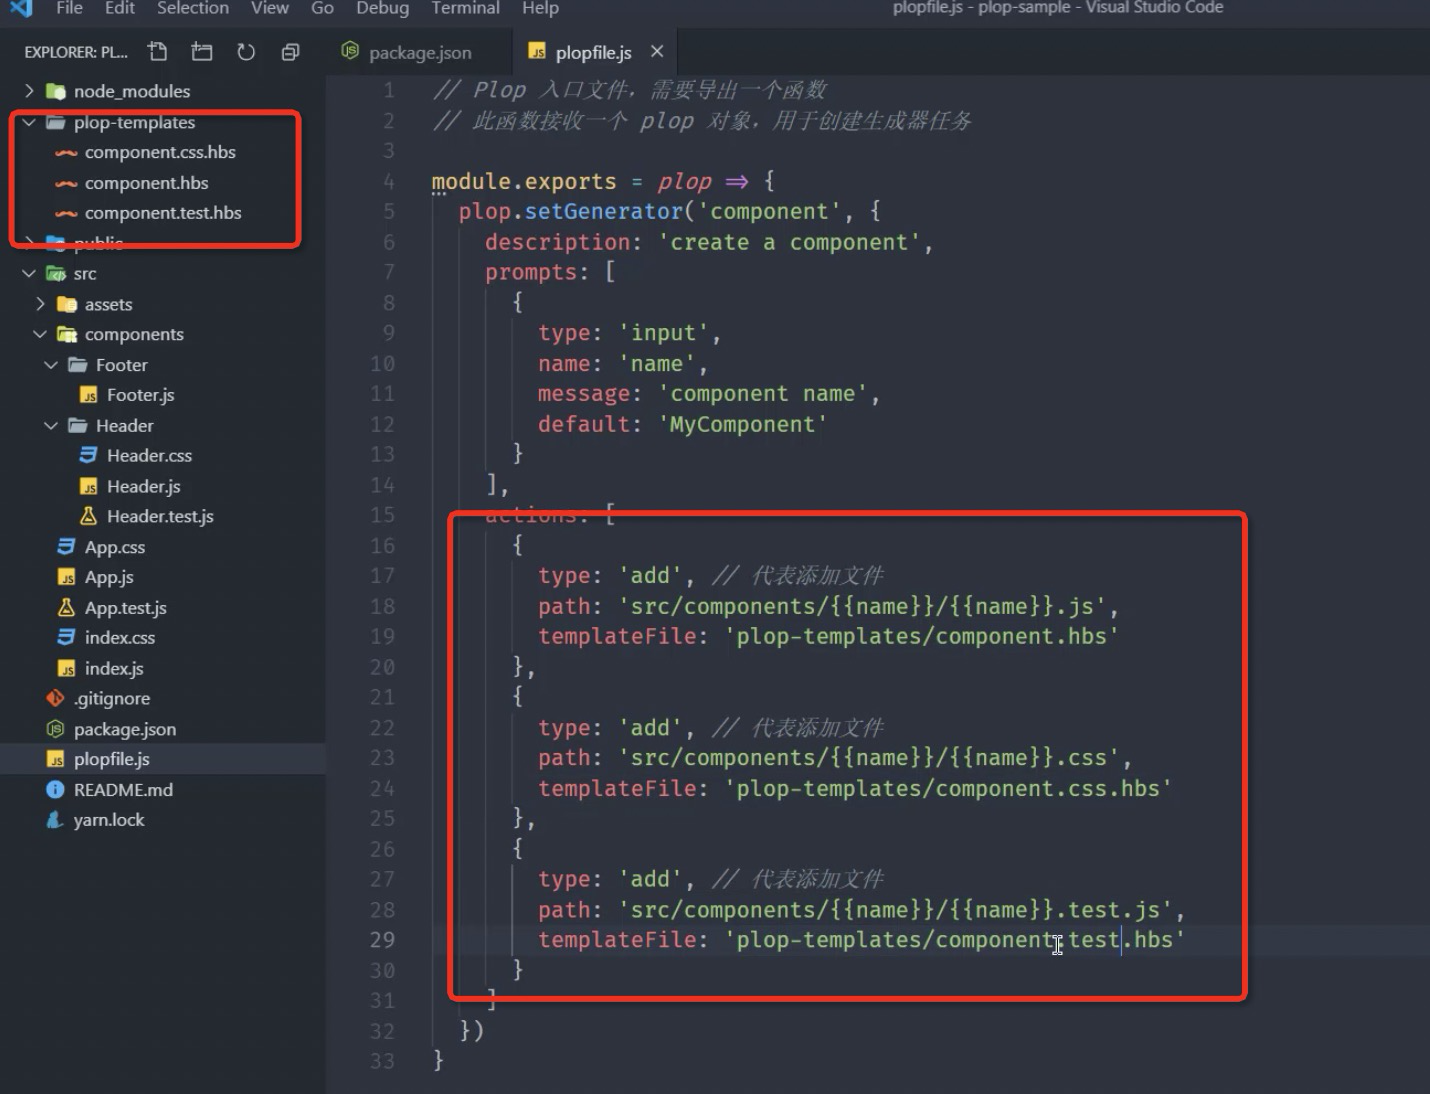 File Edit Selection View Go Debug Terminal Help plopfile.js - plop-sample - Visual Studio Code
EXPLORER: PL...
node_modules
plop-templates
component.css.hbs
component.hbs
component.test.hbs
public
src
assets
components
Footer
Footer.js
Header
Header.css
Header.js
Header.test.js
App.css
App.js
App.test.js
index.css
index.js
.gitignore
package.json
plopfile.js
README.md
yarn.lock
package.json plopfile.js
1 // Plop 入口文件，需要导出一个函数
2 // 此函数接收一个 plop 对象，用于创建生成器任务
3
4 module.exports = plop => {
5 plop.setGenerator('component', {
6 description: 'create a component',
7 prompts: [
8 {
9 type: 'input',
10 name: 'name',
11 message: 'component name',
12 default: 'MyComponent'
13 }
14 ],
15 actions: [
16 {
17 type: 'add', // 代表添加文件
18 path: 'src/components/{{name}}/{{name}}.js',
19 templateFile: 'plop-templates/component.hbs'
20 },
21 {
22 type: 'add', // 代表添加文件
23 path: 'src/components/{{name}}/{{name}}.css',
24 templateFile: 'plop-templates/component.css.hbs'
25 },
26 {
27 type: 'add', // 代表添加文件
28 path: 'src/components/{{name}}/{{name}}.test.js',
29 templateFile: 'plop-templates/component.test.hbs'
30 }
31 ]
32 })
33 }